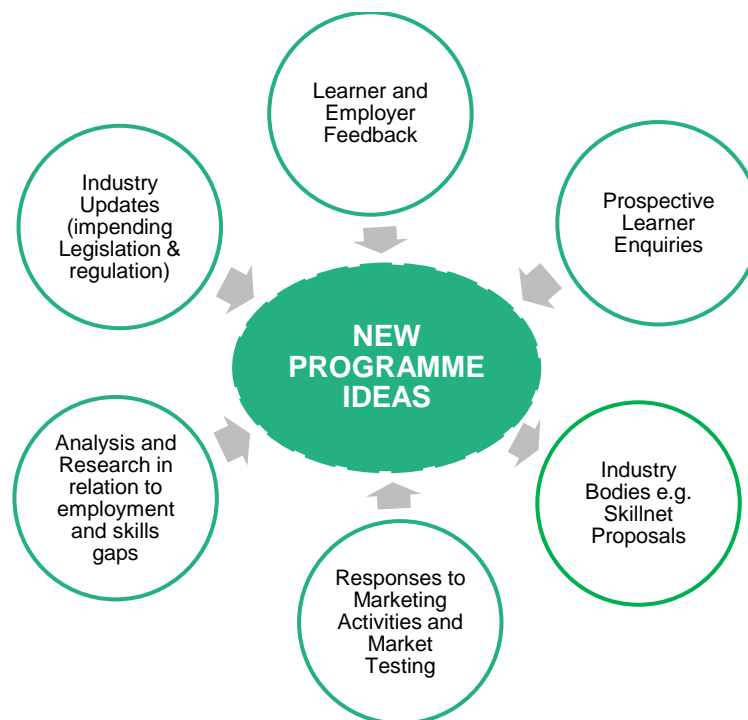 Learner and
Employer
Feedback
Industry
Updates
(impending
Legislation &
regulation)
Prospective
Learner
Enquiries
NEW
PROGRAMME
IDEAS
Analysis and
Research in
relation to
employment
and skills
gaps
Industry
Bodies e.g.
Skillnet
Proposals
Responses to
Marketing
Activities and
Market
Testing